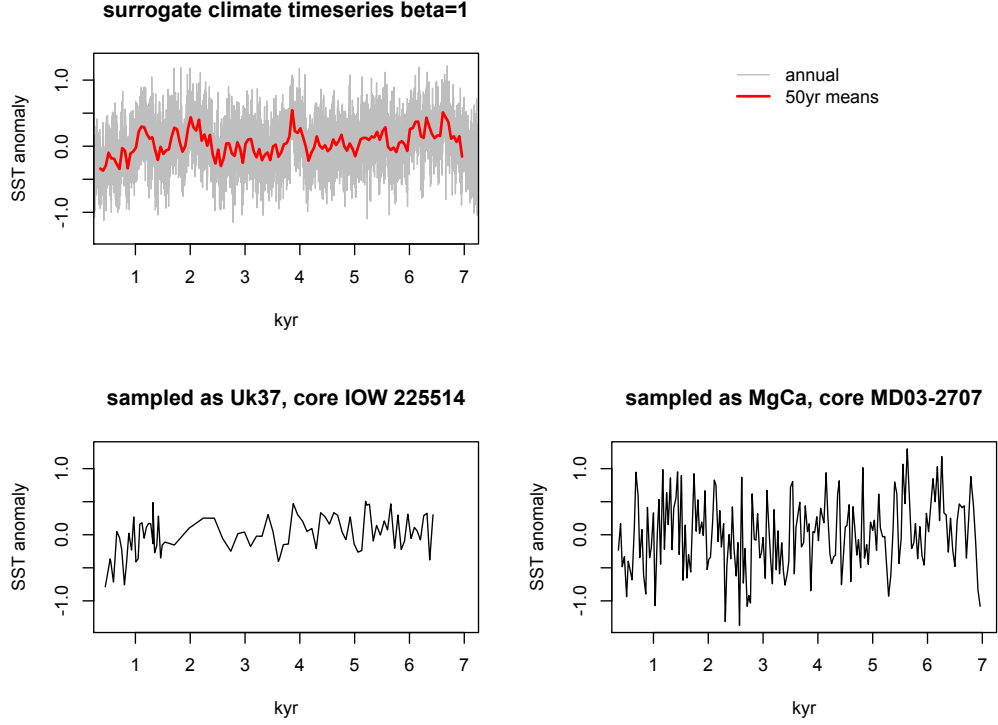 surrogate climate timeseries beta=1
SST anomaly
1.0
0.0
-1.0
1 2 3 4 5 6 7
kyr
annual
50yr means
sampled as Uk37, core IOW 225514
SST anomaly
1.0
0.0
-1.0
1 2 3 4 5 6 7
kyr
sampled as MgCa, core MD03-2707
SST anomaly
1.0
0.0
-1.0
1 2 3 4 5 6 7
kyr